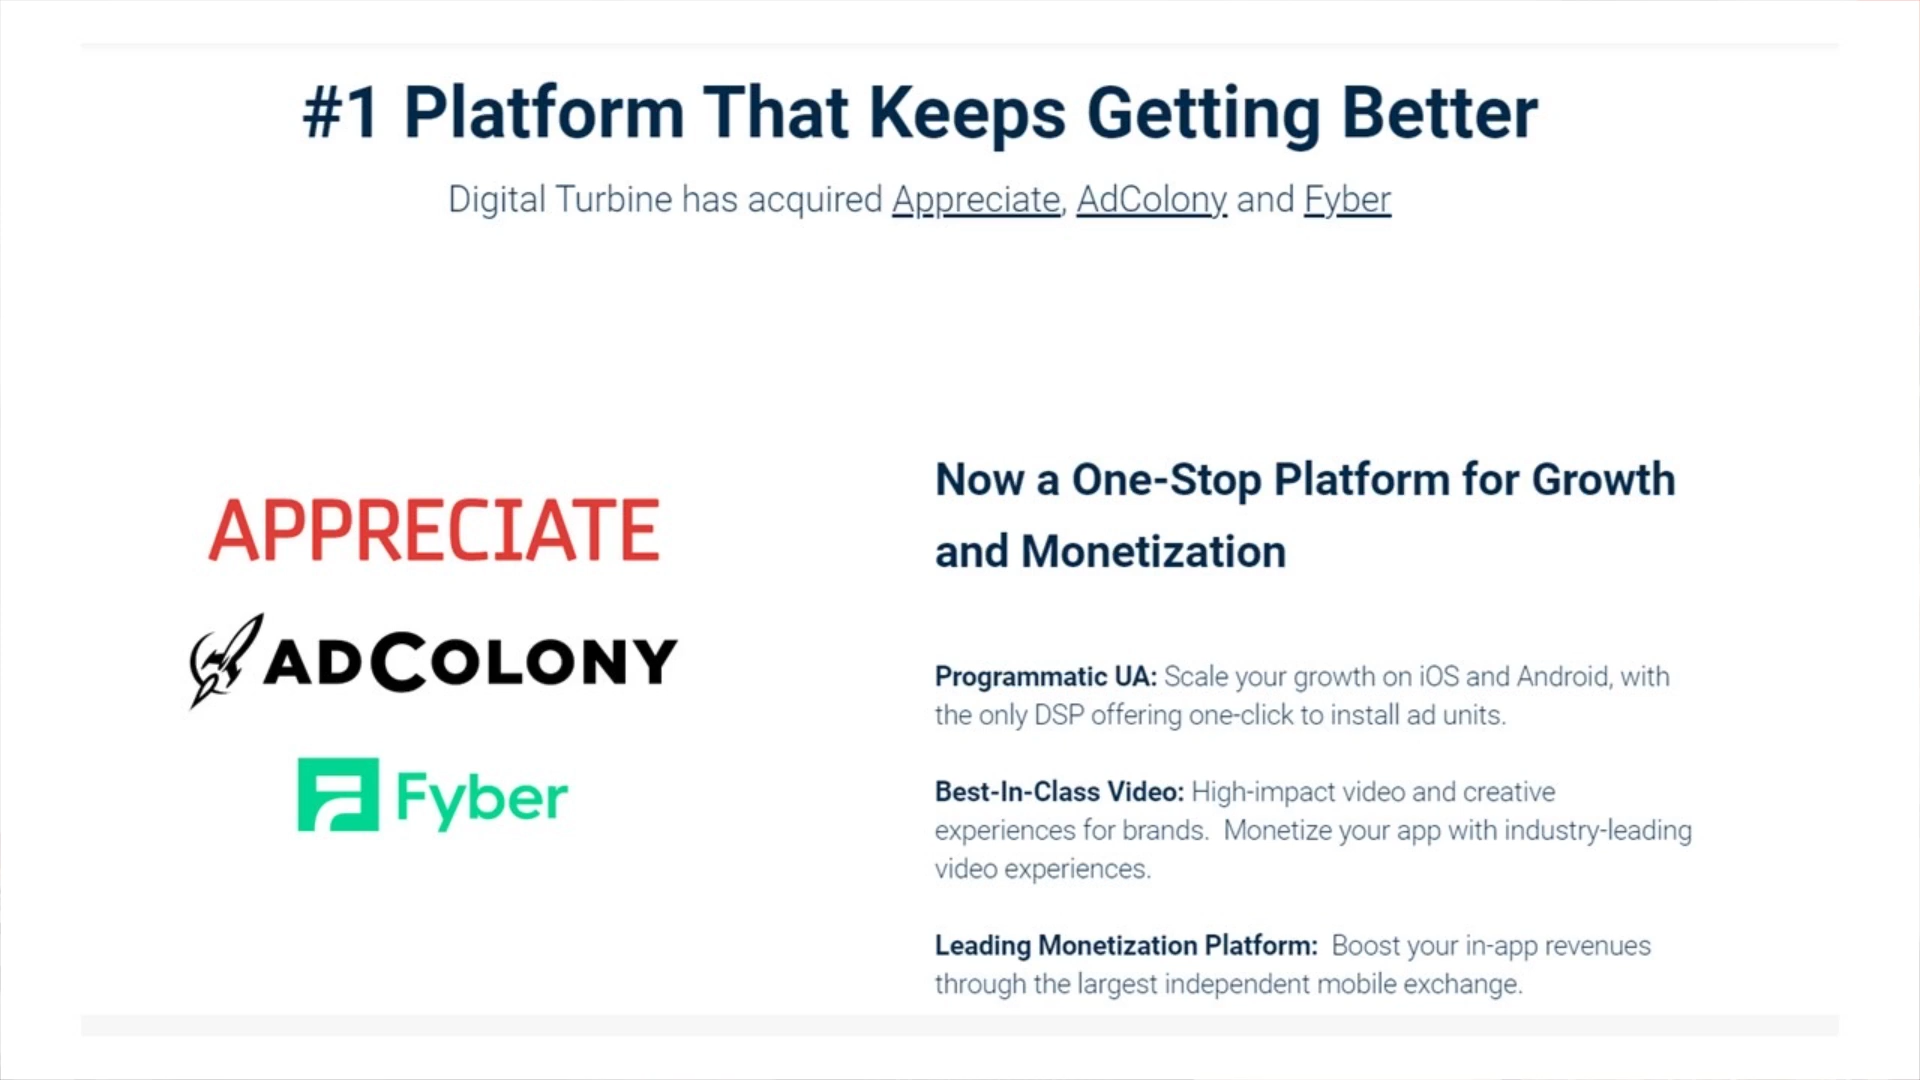 #1 Platform That Keeps Getting Better
Digital Turbine has acquired Appreciate, AdColony and Fyber
APPRECIATE
ADCOLONY
Fyber
Now a One-Stop Platform for Growth
and Monetization
Programmatic UA: Scale your growth on iOS and Android, with
the only DSP offering one-click to install ad units.
Best-In-Class Video: High-impact video and creative
experiences for brands.  Monetize your app with industry-leading
video experiences.
Leading Monetization Platform:  Boost your in-app revenues
through the largest independent mobile exchange.